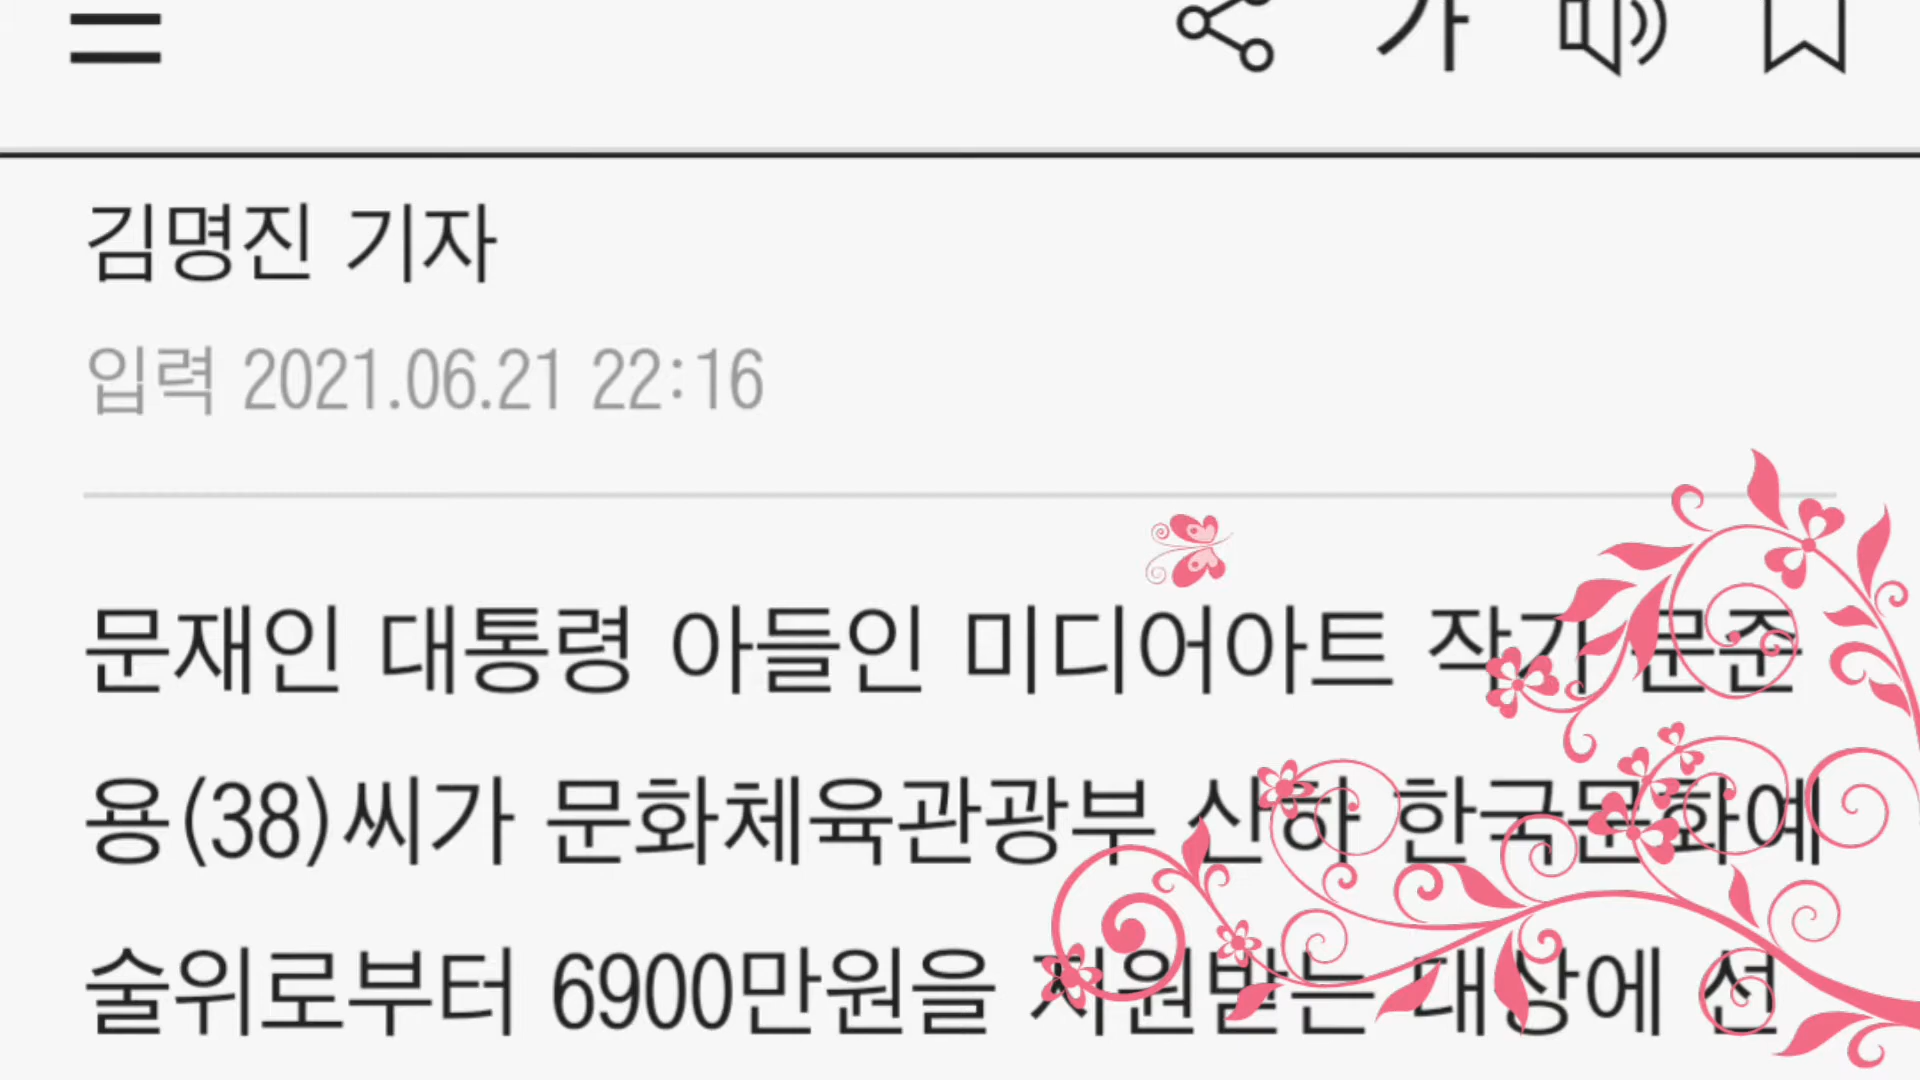 가
김명진 기자
입력 2021.06.21 22:16
문재인 대통령 아들인 미디어아트 작가 문준
용(38)씨가 문화체육관광부 산하 한국문화예
술위로부터 6900만원을 지원받는 대상에 선